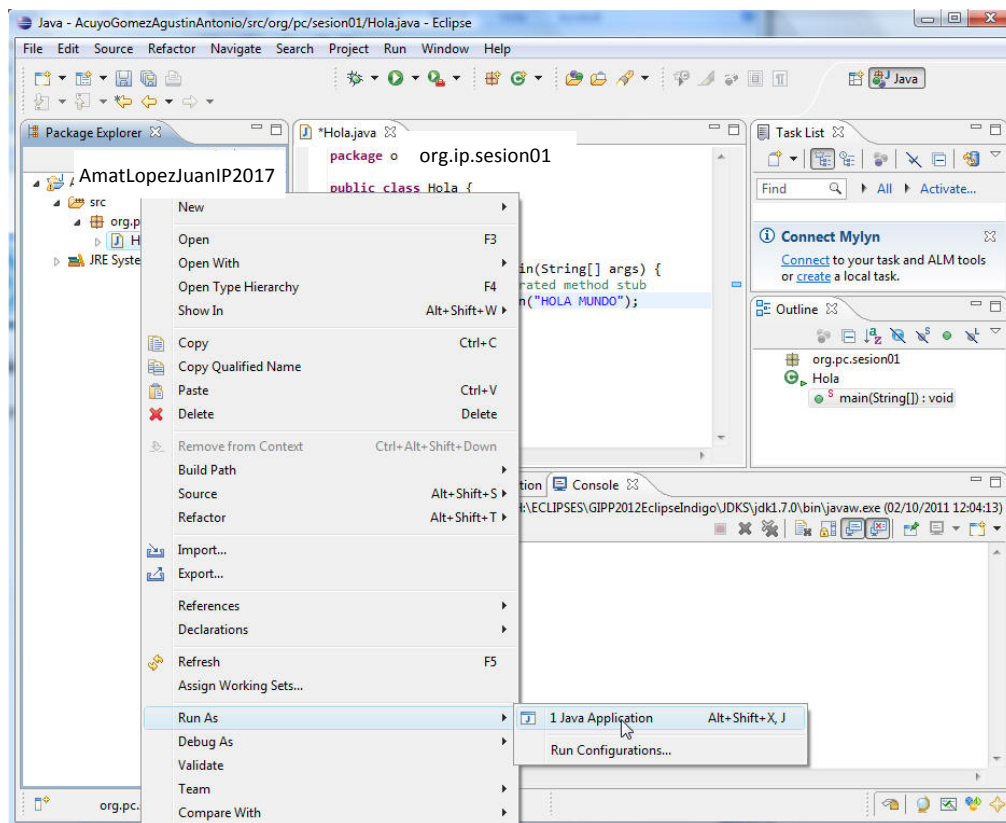 Java - AcuyoGomezAgustinAntonio/src/org/pc/sesion01/Hola.java - Eclipse
File Edit Source Refactor Navigate Search Project Run Window Help
Java
Package Explorer
*Hola.java
Task List
package o org.ip.sesion01
AmatLopezJuanIP2017
public class Hola {
Find All Activate...
src
org.p
H
JRE Syste
New
Open F3
Open With
Open Type Hierarchy F4
Show In Alt+Shift+W
Copy Ctrl+C
Copy Qualified Name
Paste Ctrl+V
Delete Delete
Remove from Context Ctrl+Alt+Shift+Down
Build Path
Source Alt+Shift+S
Refactor Alt+Shift+T
Import...
Export...
References
Declarations
Refresh F5
Assign Working Sets...
Run As
Debug As
Validate
Team
Compare With
1 Java Application Alt+Shift+X, J
Run Configurations...
in(String[] args) {
rated method stub
n("HOLA MUNDO");
Connect Mylyn
Connect to your task and ALM tools
or create a local task.
Outline
org.pc.sesion01
Hola
S main(String[]) : void
tion Console
H:\ECLIPSES\GIPP2012EclipseIndigo\JDKS\jdk1.7.0\bin\javaw.exe (02/10/2011 12:04:13)
org.pc.